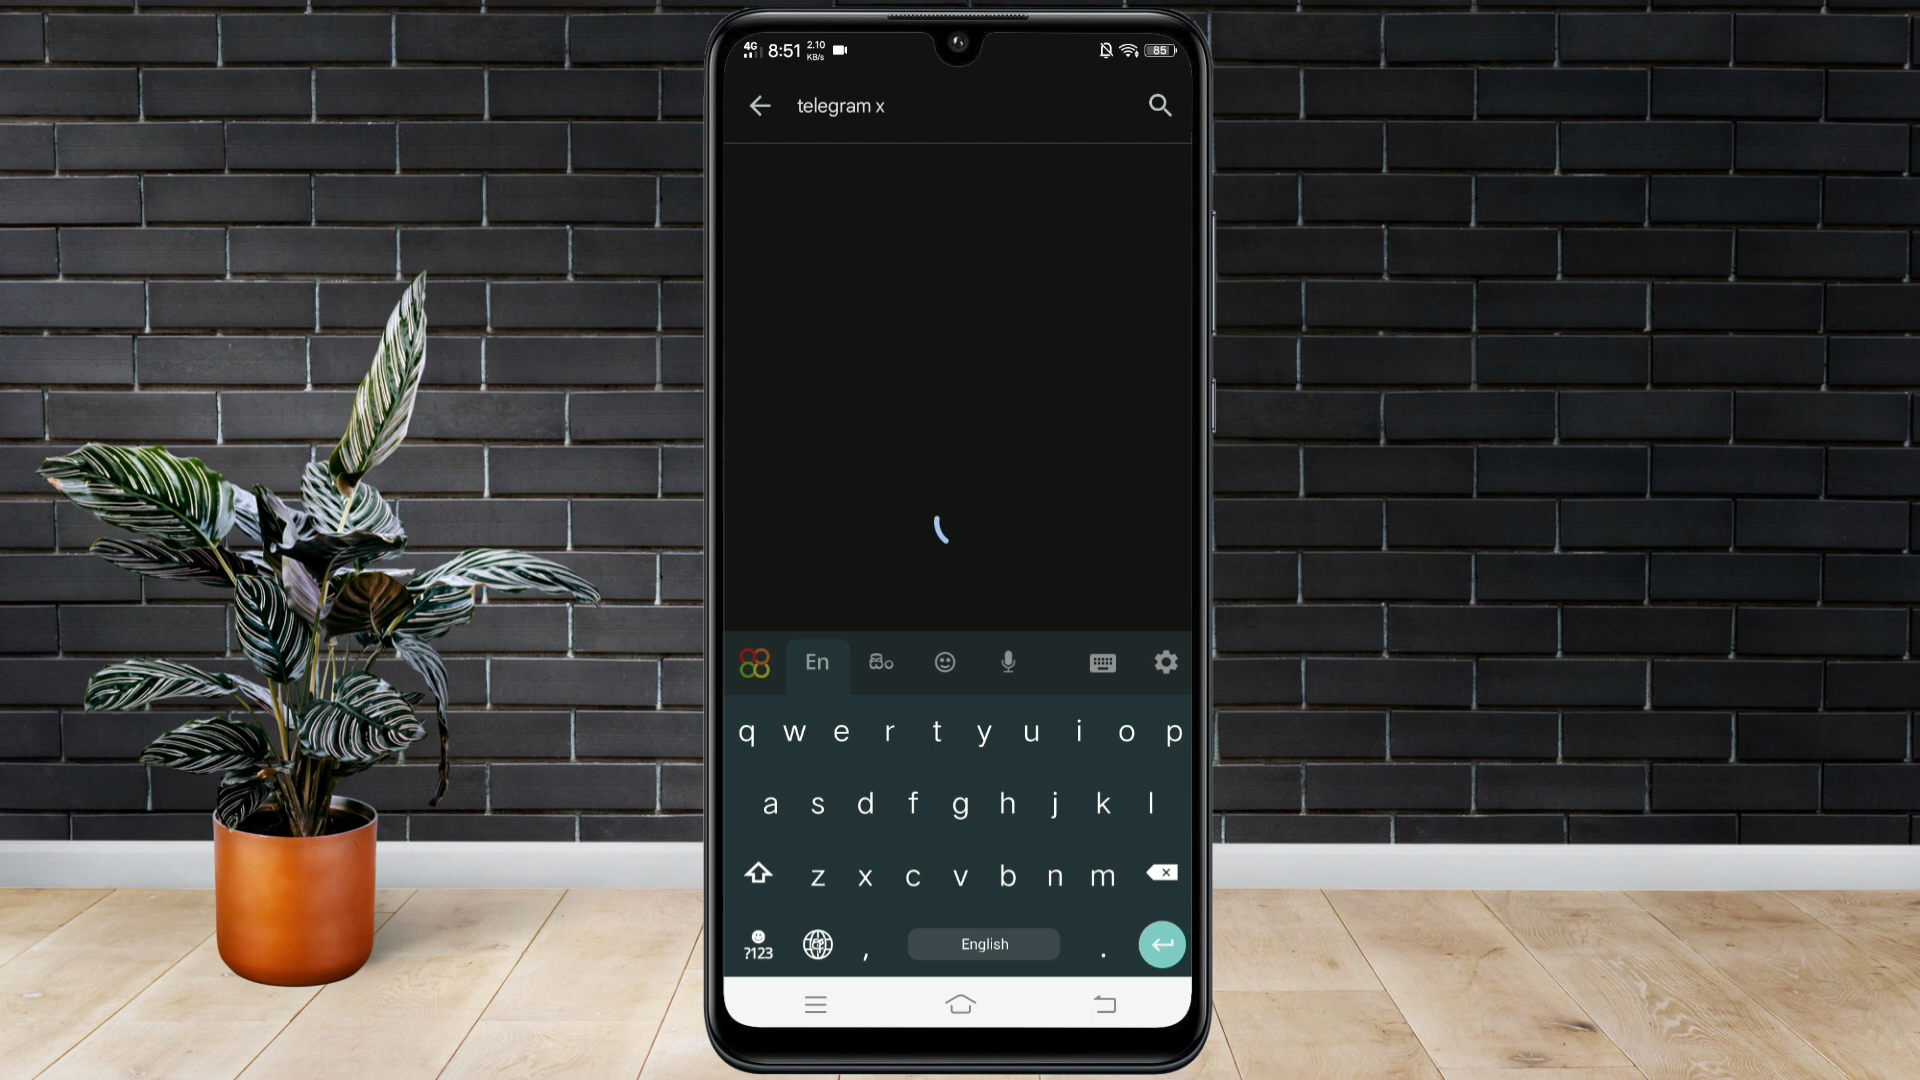 4G 8:51 2.10 KB/s 85
telegram x
En සිං
q w e r t y u i o p
a s d f g h j k l
z x c v b n m
?123 , English .